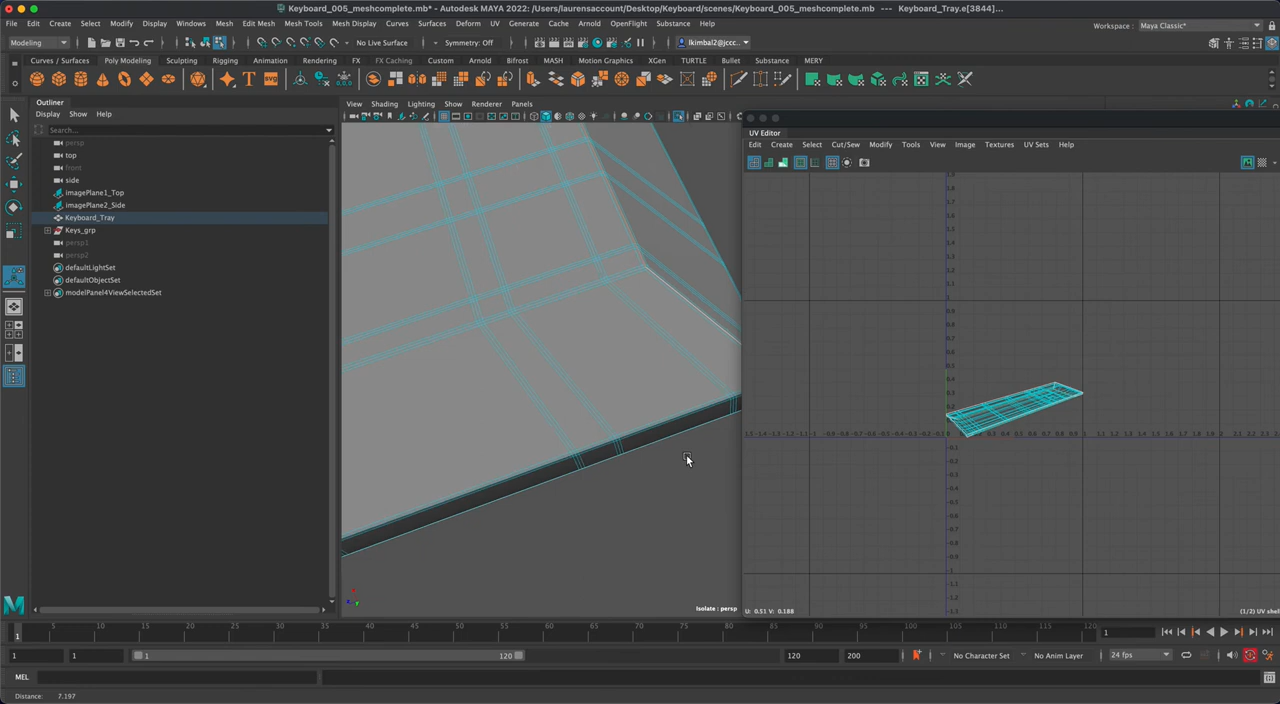 Keyboard_005_meshcomplete.mb* - Autodesk MAYA 2022: /Users/laurensaccount/Desktop/Keyboard/scenes/Keyboard_005_meshcomplete.mb --- Keyboard_Tray.e[3844]...
File Edit Create Select Modify Display Windows Mesh Edit Mesh Mesh Tools Mesh Display Curves Surfaces Deform UV Generate Cache Arnold OpenFlight Substance Help
Workspace : Maya Classic*
Modeling No Live Surface Symmetry: Off lkimbal2@jccc...
Curves / Surfaces Poly Modeling Sculpting Rigging Animation Rendering FX FX Caching Custom Arnold Bifrost MASH Motion Graphics XGen TURTLE Bullet Substance MERY
SVG
Outliner
Display Show Help
Search...
persp
top
front
side
imagePlane1_Top
imagePlane2_Side
Keyboard_Tray
Keys_grp
persp1
persp2
defaultLightSet
defaultObjectSet
modelPanel4ViewSelectedSet
View Shading Lighting Show Renderer Panels
Isolate : persp
UV Editor
Edit Create Select Cut/Sew Modify Tools View Image Textures UV Sets Help
U: 0.51 V: 0.188
(1/2) UV shel
5 10 15 20 25 30 35 40 45 50 55 60 65 70 75 80 85 90 95 100 105 110 115 120
1 1
1 1 1 120 120 200 No Character Set No Anim Layer 24 fps
MEL
Distance: 7.197